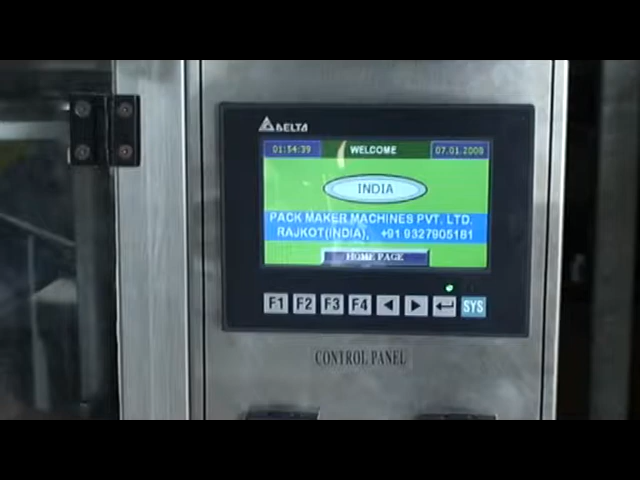 DELTA
01:54:39 WELCOME 07.01.2008
INDIA
PACK MAKER MACHINES PVT. LTD.
RAJKOT(INDIA), +91 9327905181
HOME PAGE
F1 F2 F3 F4 SYS
CONTROL PANEL